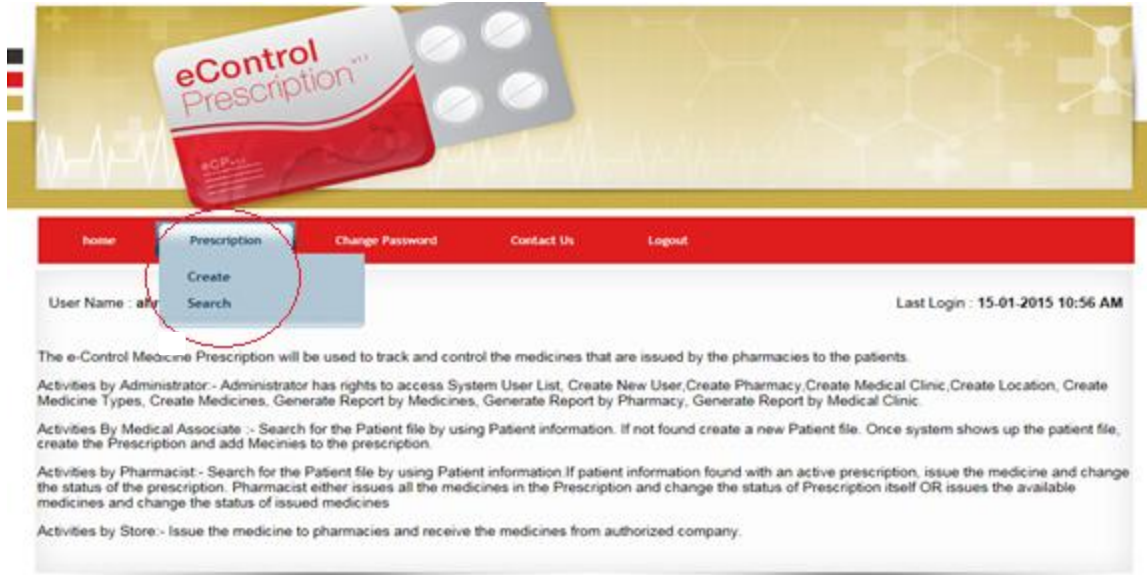 eControl
Prescription v1.1
eCP v1.1
home Prescription Change Password Contact Us Logout
Create
Search
User Name : Last Login : 15-01-2015 10:56 AM
The e-Control Medicine Prescription will be used to track and control the medicines that are issued by the pharmacies to the patients.
Activities by Administrator:- Administrator has rights to access System User List, Create New User,Create Pharmacy,Create Medical Clinic,Create Location, Create
Medicine Types, Create Medicines, Generate Report by Medicines, Generate Report by Pharmacy, Generate Report by Medical Clinic.
Activities By Medical Associate :- Search for the Patient file by using Patient information. If not found create a new Patient file. Once system shows up the patient file,
create the Prescription and add Mecinies to the prescription.
Activities by Pharmacist:- Search for the Patient file by using Patient information.If patient information found with an active prescription, issue the medicine and change
the status of the prescription. Pharmacist either issues all the medicines in the Prescription and change the status of Prescription itself OR issues the available
medicines and change the status of issued medicines
Activities by Store:- Issue the medicine to pharmacies and receive the medicines from authorized company.